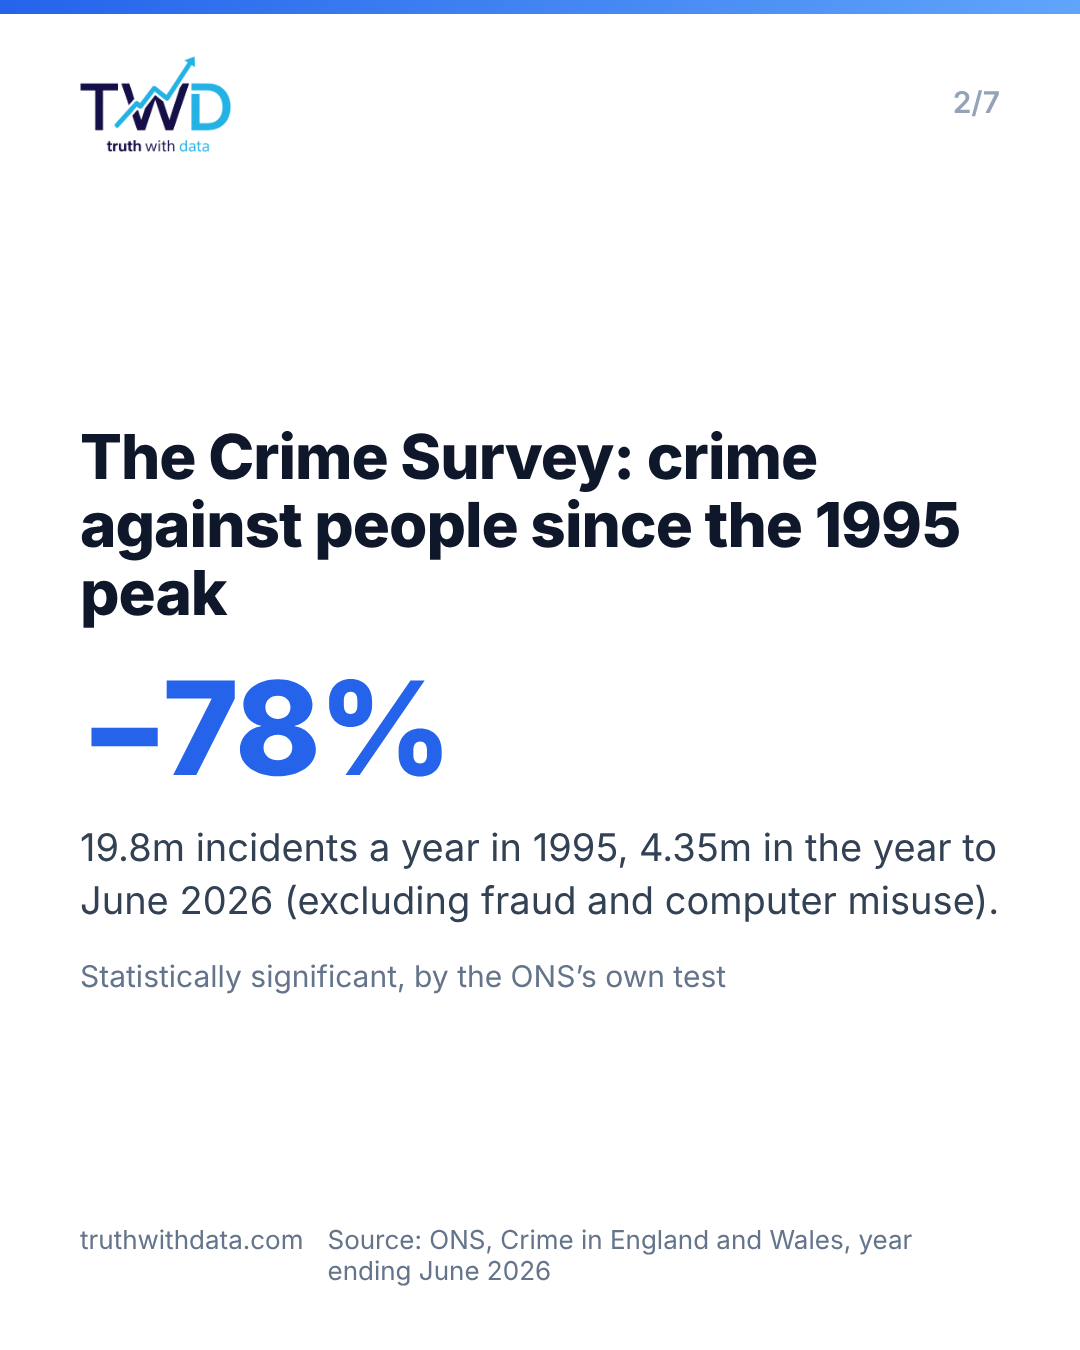 TWD
truth with data
2/7
The Crime Survey: crime
against people since the 1995
peak
−78%
19.8m incidents a year in 1995, 4.35m in the year to
June 2026 (excluding fraud and computer misuse).
Statistically significant, by the ONS’s own test
truthwithdata.com
Source: ONS, Crime in England and Wales, year
ending June 2026